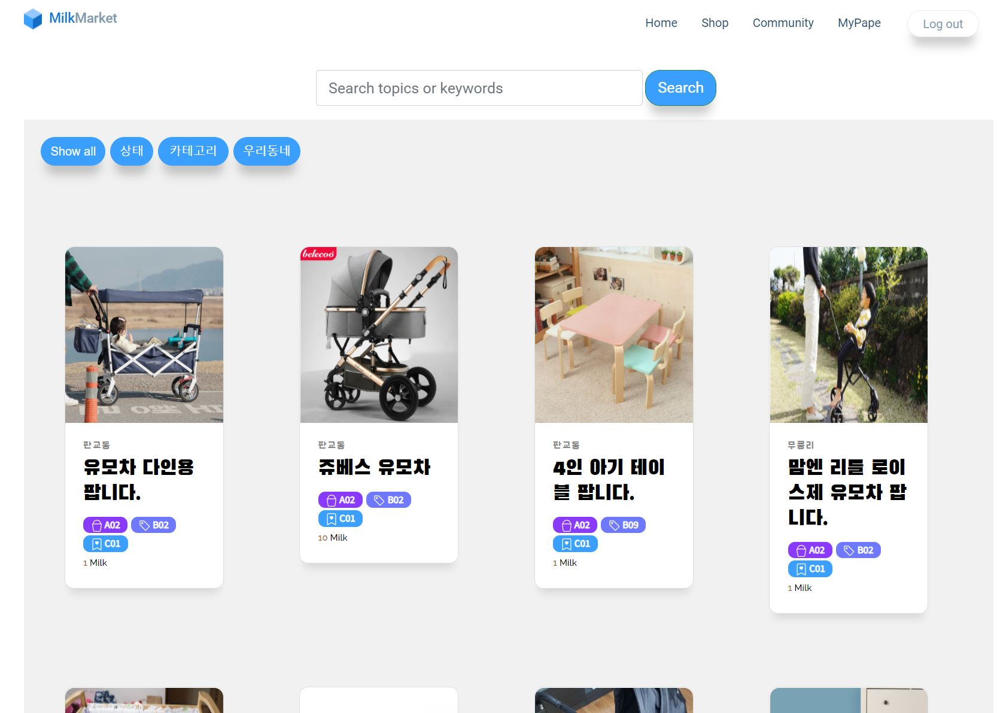 MilkMarket
Home Shop Community MyPape Log out
Search topics or keywords Search
Show all 상태 카테고리 우리동네
belecoo
판교동
유모차 다인용
팝니다.
A02 B02
C01
1 Milk
판교동
쥬베스 유모차
A02 B02
C01
10 Milk
판교동
4인 아기 테이
블 팝니다.
A02 B09
C01
1 Milk
무릉리
맘엔 리틀 로이
스제 유모차 팝
니다.
A02 B02
C01
1 Milk